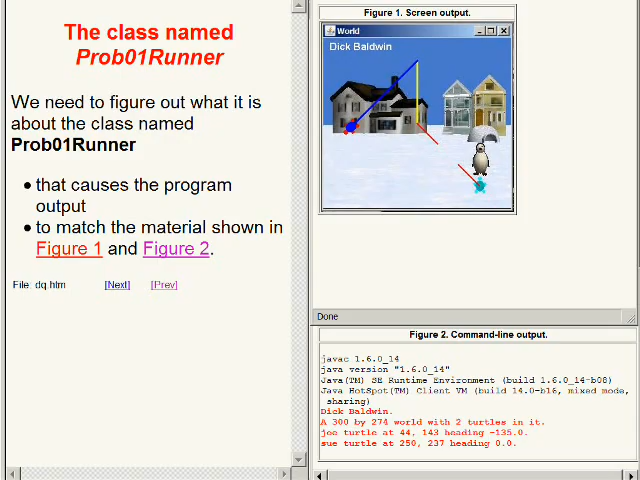 The class named
Prob01Runner
We need to figure out what it is
about the class named
Prob01Runner
that causes the program
output
to match the material shown in
Figure 1 and Figure 2.
File: dq.htm [Next] [Prev]
Figure 1. Screen output.
World
Dick Baldwin
Done
Figure 2. Command-line output.
javac 1.6.0_14
java version "1.6.0_14"
Java(TM) SE Runtime Environment (build 1.6.0_14-b08)
Java HotSpot(TM) Client VM (build 14.0-b16, mixed mode,
sharing)
Dick Baldwin.
A 300 by 274 world with 2 turtles in it.
joe turtle at 44, 143 heading -135.0.
sue turtle at 250, 237 heading 0.0.